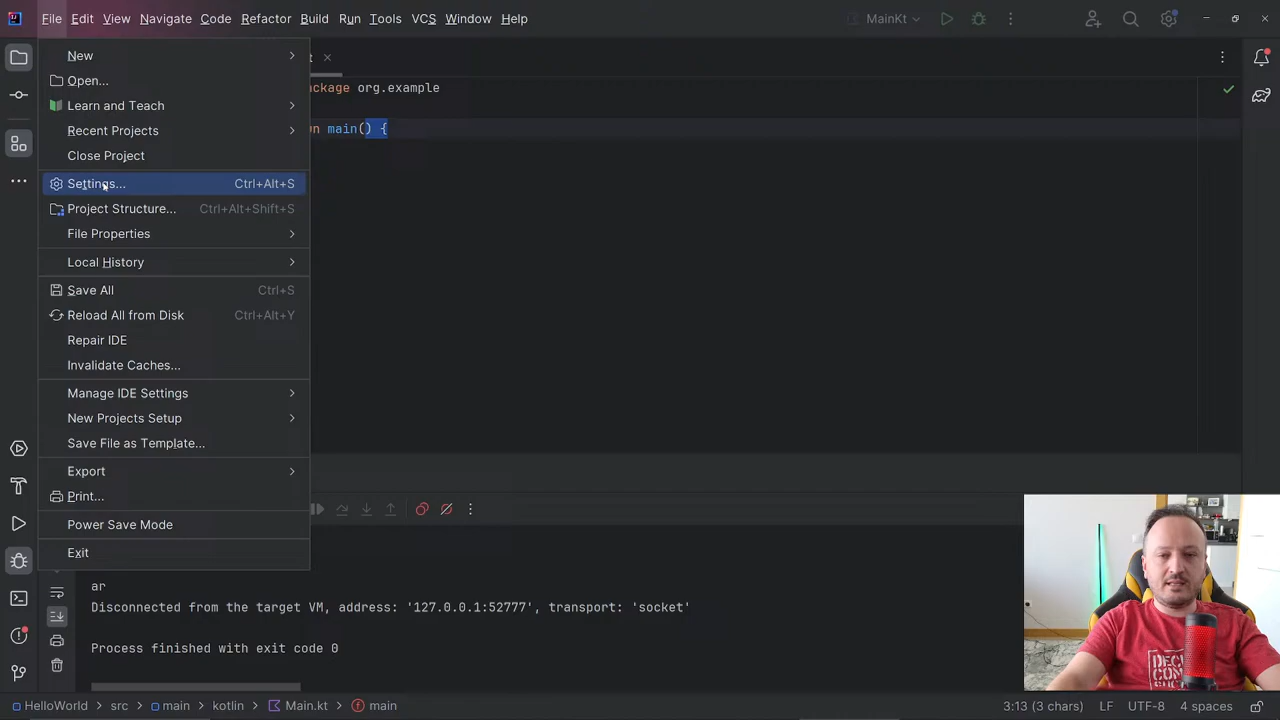 File Edit View Navigate Code Refactor Build Run Tools VCS Window Help MainKt
New
Open...
Learn and Teach
Recent Projects
Close Project
Settings... Ctrl+Alt+S
Project Structure... Ctrl+Alt+Shift+S
File Properties
Local History
Save All Ctrl+S
Reload All from Disk Ctrl+Alt+Y
Repair IDE
Invalidate Caches...
Manage IDE Settings
New Projects Setup
Save File as Template...
Export
Print...
Power Save Mode
Exit
t
ckage org.example
n main() {
ar
Disconnected from the target VM, address: '127.0.0.1:52777', transport: 'socket'
Process finished with exit code 0
HelloWorld src main kotlin Main.kt main 3:13 (3 chars) LF UTF-8 4 spaces